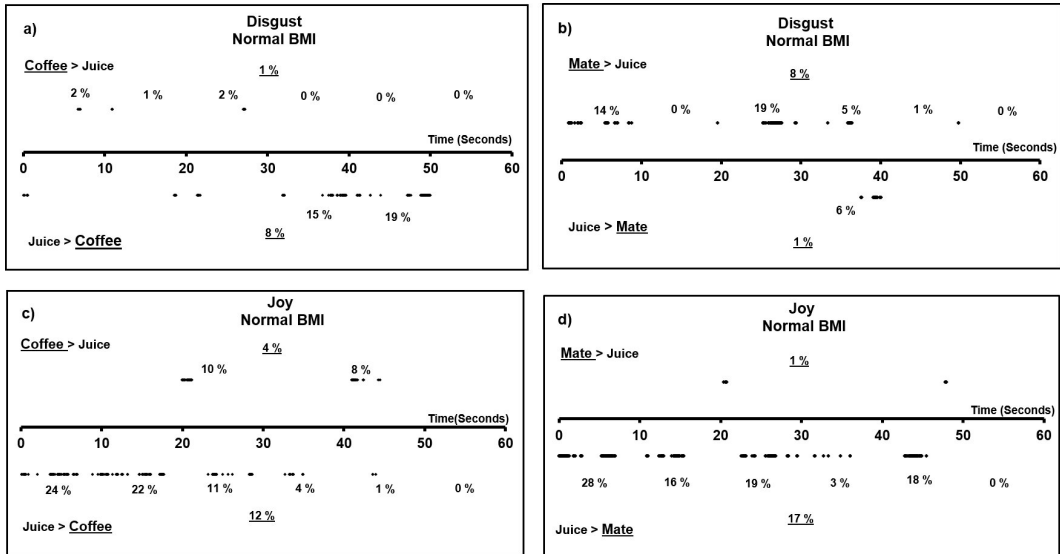 a)
Disgust
Normal BMI
Coffee > Juice
1 %
2 % 1 % 2 % 0 % 0 % 0 %
Time (Seconds)
0 10 20 30 40 50 60
15 % 19 %
8 %
Juice > Coffee
b)
Disgust
Normal BMI
Mate > Juice
8 %
14 % 0 % 19 % 5 % 1 % 0 %
Time (Seconds)
0 10 20 30 40 50 60
6 %
Juice > Mate
1 %
c)
Joy
Normal BMI
Coffee > Juice
4 %
10 % 8 %
Time(Seconds)
0 10 20 30 40 50 60
24 % 22 % 11 % 4 % 1 % 0 %
12 %
Juice > Coffee
d)
Joy
Normal BMI
Mate > Juice
1 %
Time (Seconds)
0 10 20 30 40 50 60
28 % 16 % 19 % 3 % 18 % 0 %
17 %
Juice > Mate